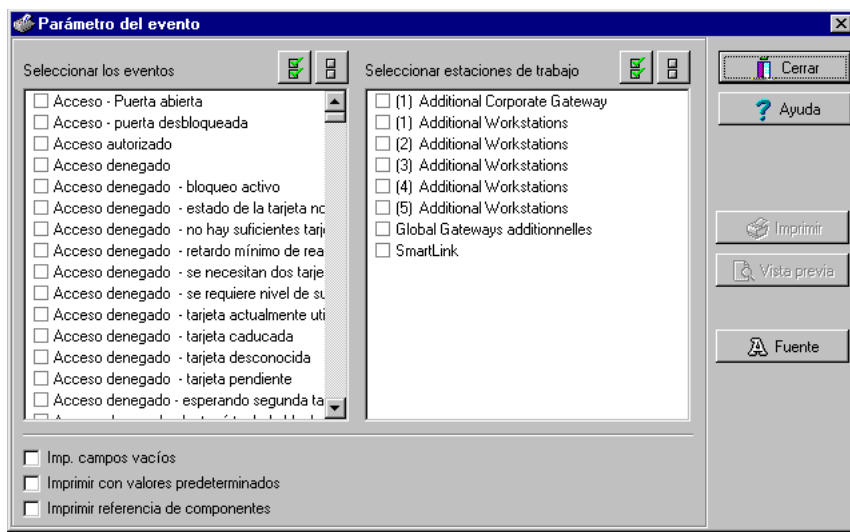 Parámetro del evento
Seleccionar los eventos
Acceso - Puerta abierta
Acceso - puerta desbloqueada
Acceso autorizado
Acceso denegado
Acceso denegado - bloqueo activo
Acceso denegado - estado de la tarjeta no
Acceso denegado - no hay suficientes tarj
Acceso denegado - retardo mínimo de rea
Acceso denegado - se necesitan dos tarje
Acceso denegado - se requiere nivel de su
Acceso denegado - tarjeta actualmente uti
Acceso denegado - tarjeta caducada
Acceso denegado - tarjeta desconocida
Acceso denegado - tarjeta pendiente
Acceso denegado - esperando segunda ta
Seleccionar estaciones de trabajo
(1) Additional Corporate Gateway
(1) Additional Workstations
(2) Additional Workstations
(3) Additional Workstations
(4) Additional Workstations
(5) Additional Workstations
Global Gateways additionnelles
SmartLink
Imp. campos vacíos
Imprimir con valores predeterminados
Imprimir referencia de componentes
Cerrar
Ayuda
Imprimir
Vista previa
Fuente